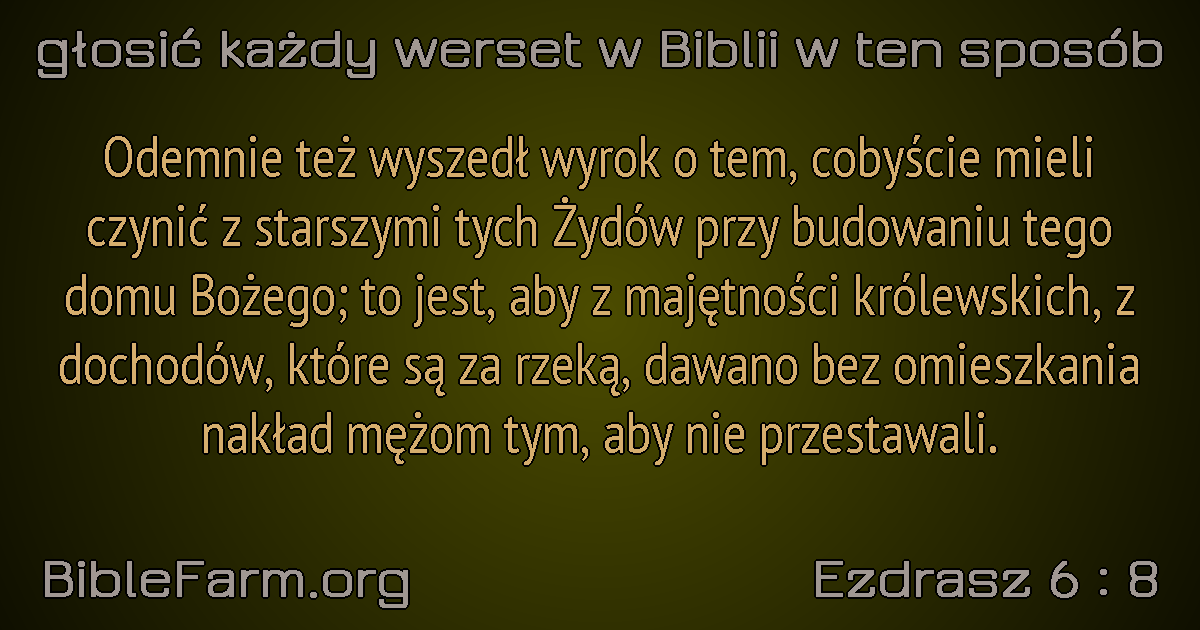 głosić każdy werset w Biblii w ten sposób
Odemnie też wyszedł wyrok o tem, cobyście mieli
czynić z starszymi tych Żydów przy budowaniu tego
domu Bożego; to jest, aby z majętności królewskich, z
dochodów, które są za rzeką, dawano bez omieszkania
nakład mężom tym, aby nie przestawali.
BibleFarm.org
Ezdrasz 6 : 8